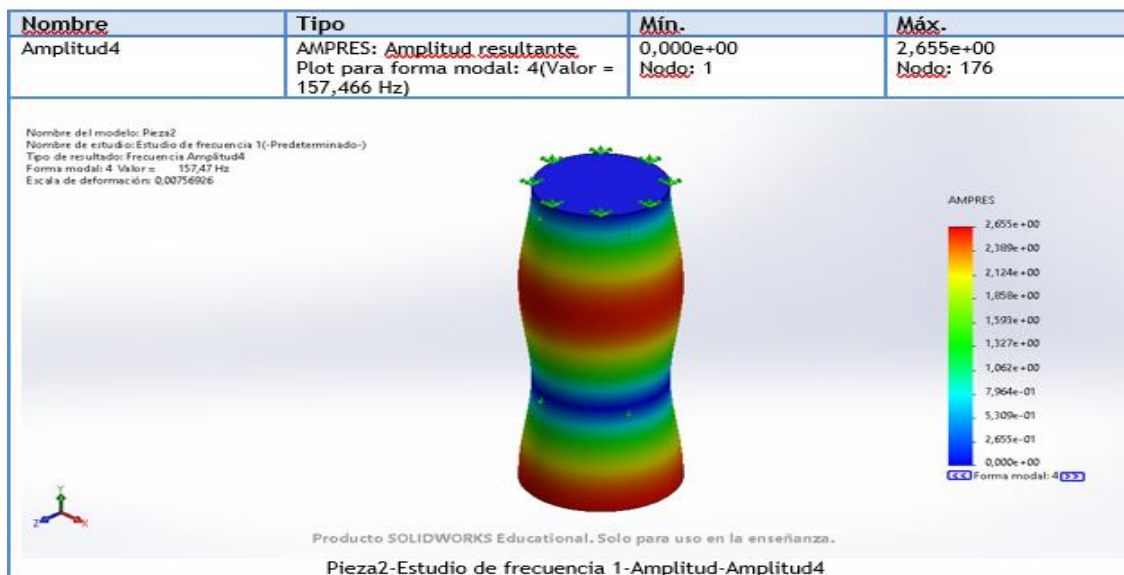 Nombre Tipo Mín. Máx.
Amplitud4 AMPRES: Amplitud resultante 0,000e+00 2,655e+00
Plot para forma modal: 4(Valor = Nodo: 1 Nodo: 176
157,466 Hz)
Nombre del modelo: Pieza2
Nombre de estudio: Estudio de frecuencia 1(-Predeterminado-)
Tipo de resultado: Frecuencia Amplitud4
Forma modal: 4 Valor = 157,47 Hz
Escala de deformación: 0,00756926
AMPRES
2,655e+00
2,389e+00
2,124e+00
1,858e+00
1,593e+00
1,327e+00
1,062e+00
7,964e-01
5,309e-01
2,655e-01
0,000e+00
<< Forma modal: 4 >>
Y
Z X
Producto SOLIDWORKS Educational. Solo para uso en la enseñanza.
Pieza2-Estudio de frecuencia 1-Amplitud-Amplitud4